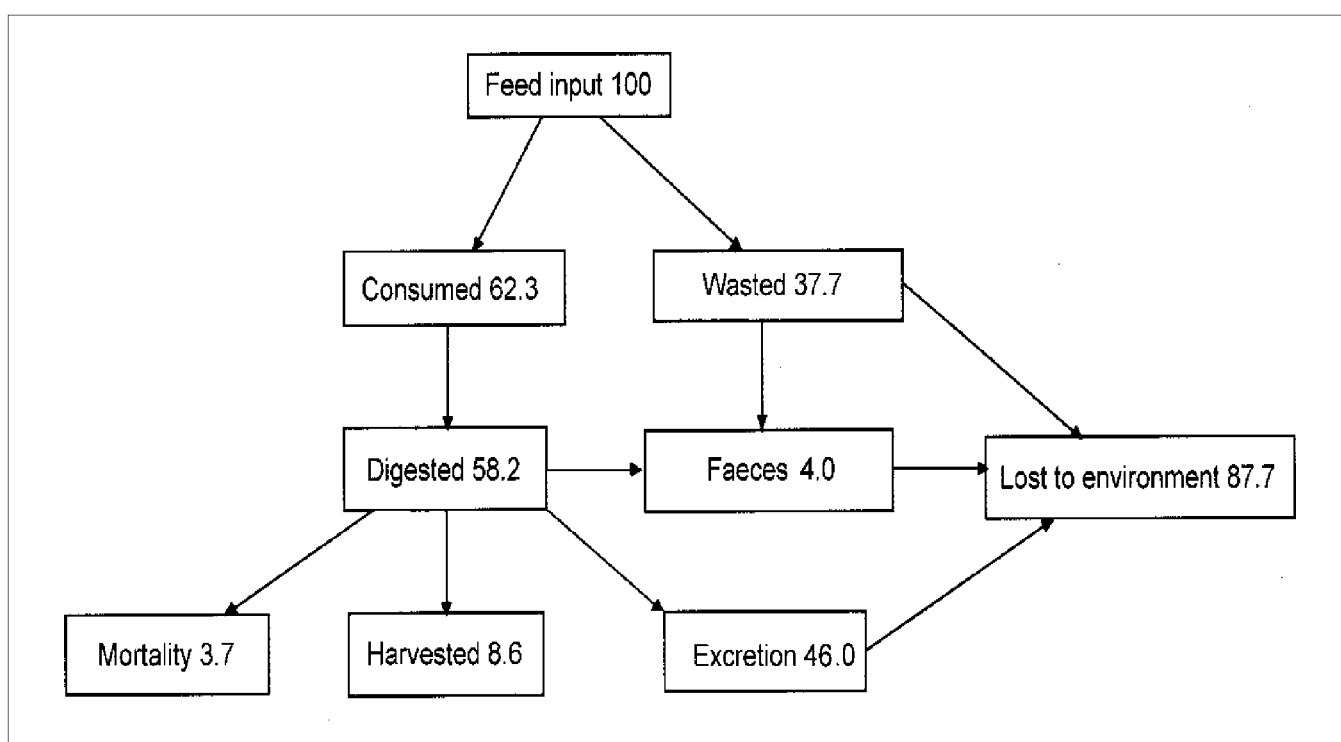 Feed input 100
Consumed 62.3
Wasted 37.7
Digested 58.2
Faeces 4.0
Lost to environment 87.7
Mortality 3.7
Harvested 8.6
Excretion 46.0